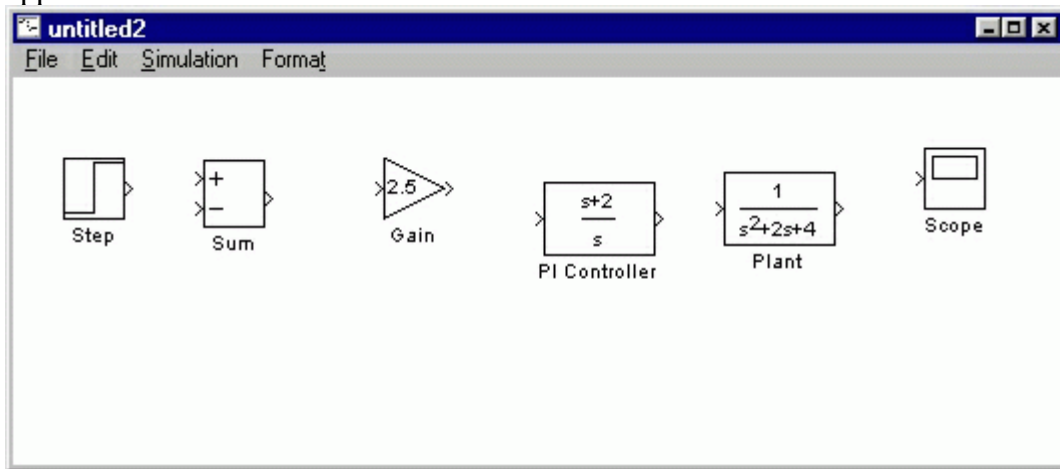 untitled2
File Edit Simulation Format
Step
+
−
Sum
2.5
Gain
s+2
s
PI Controller
1
s2+2s+4
Plant
Scope